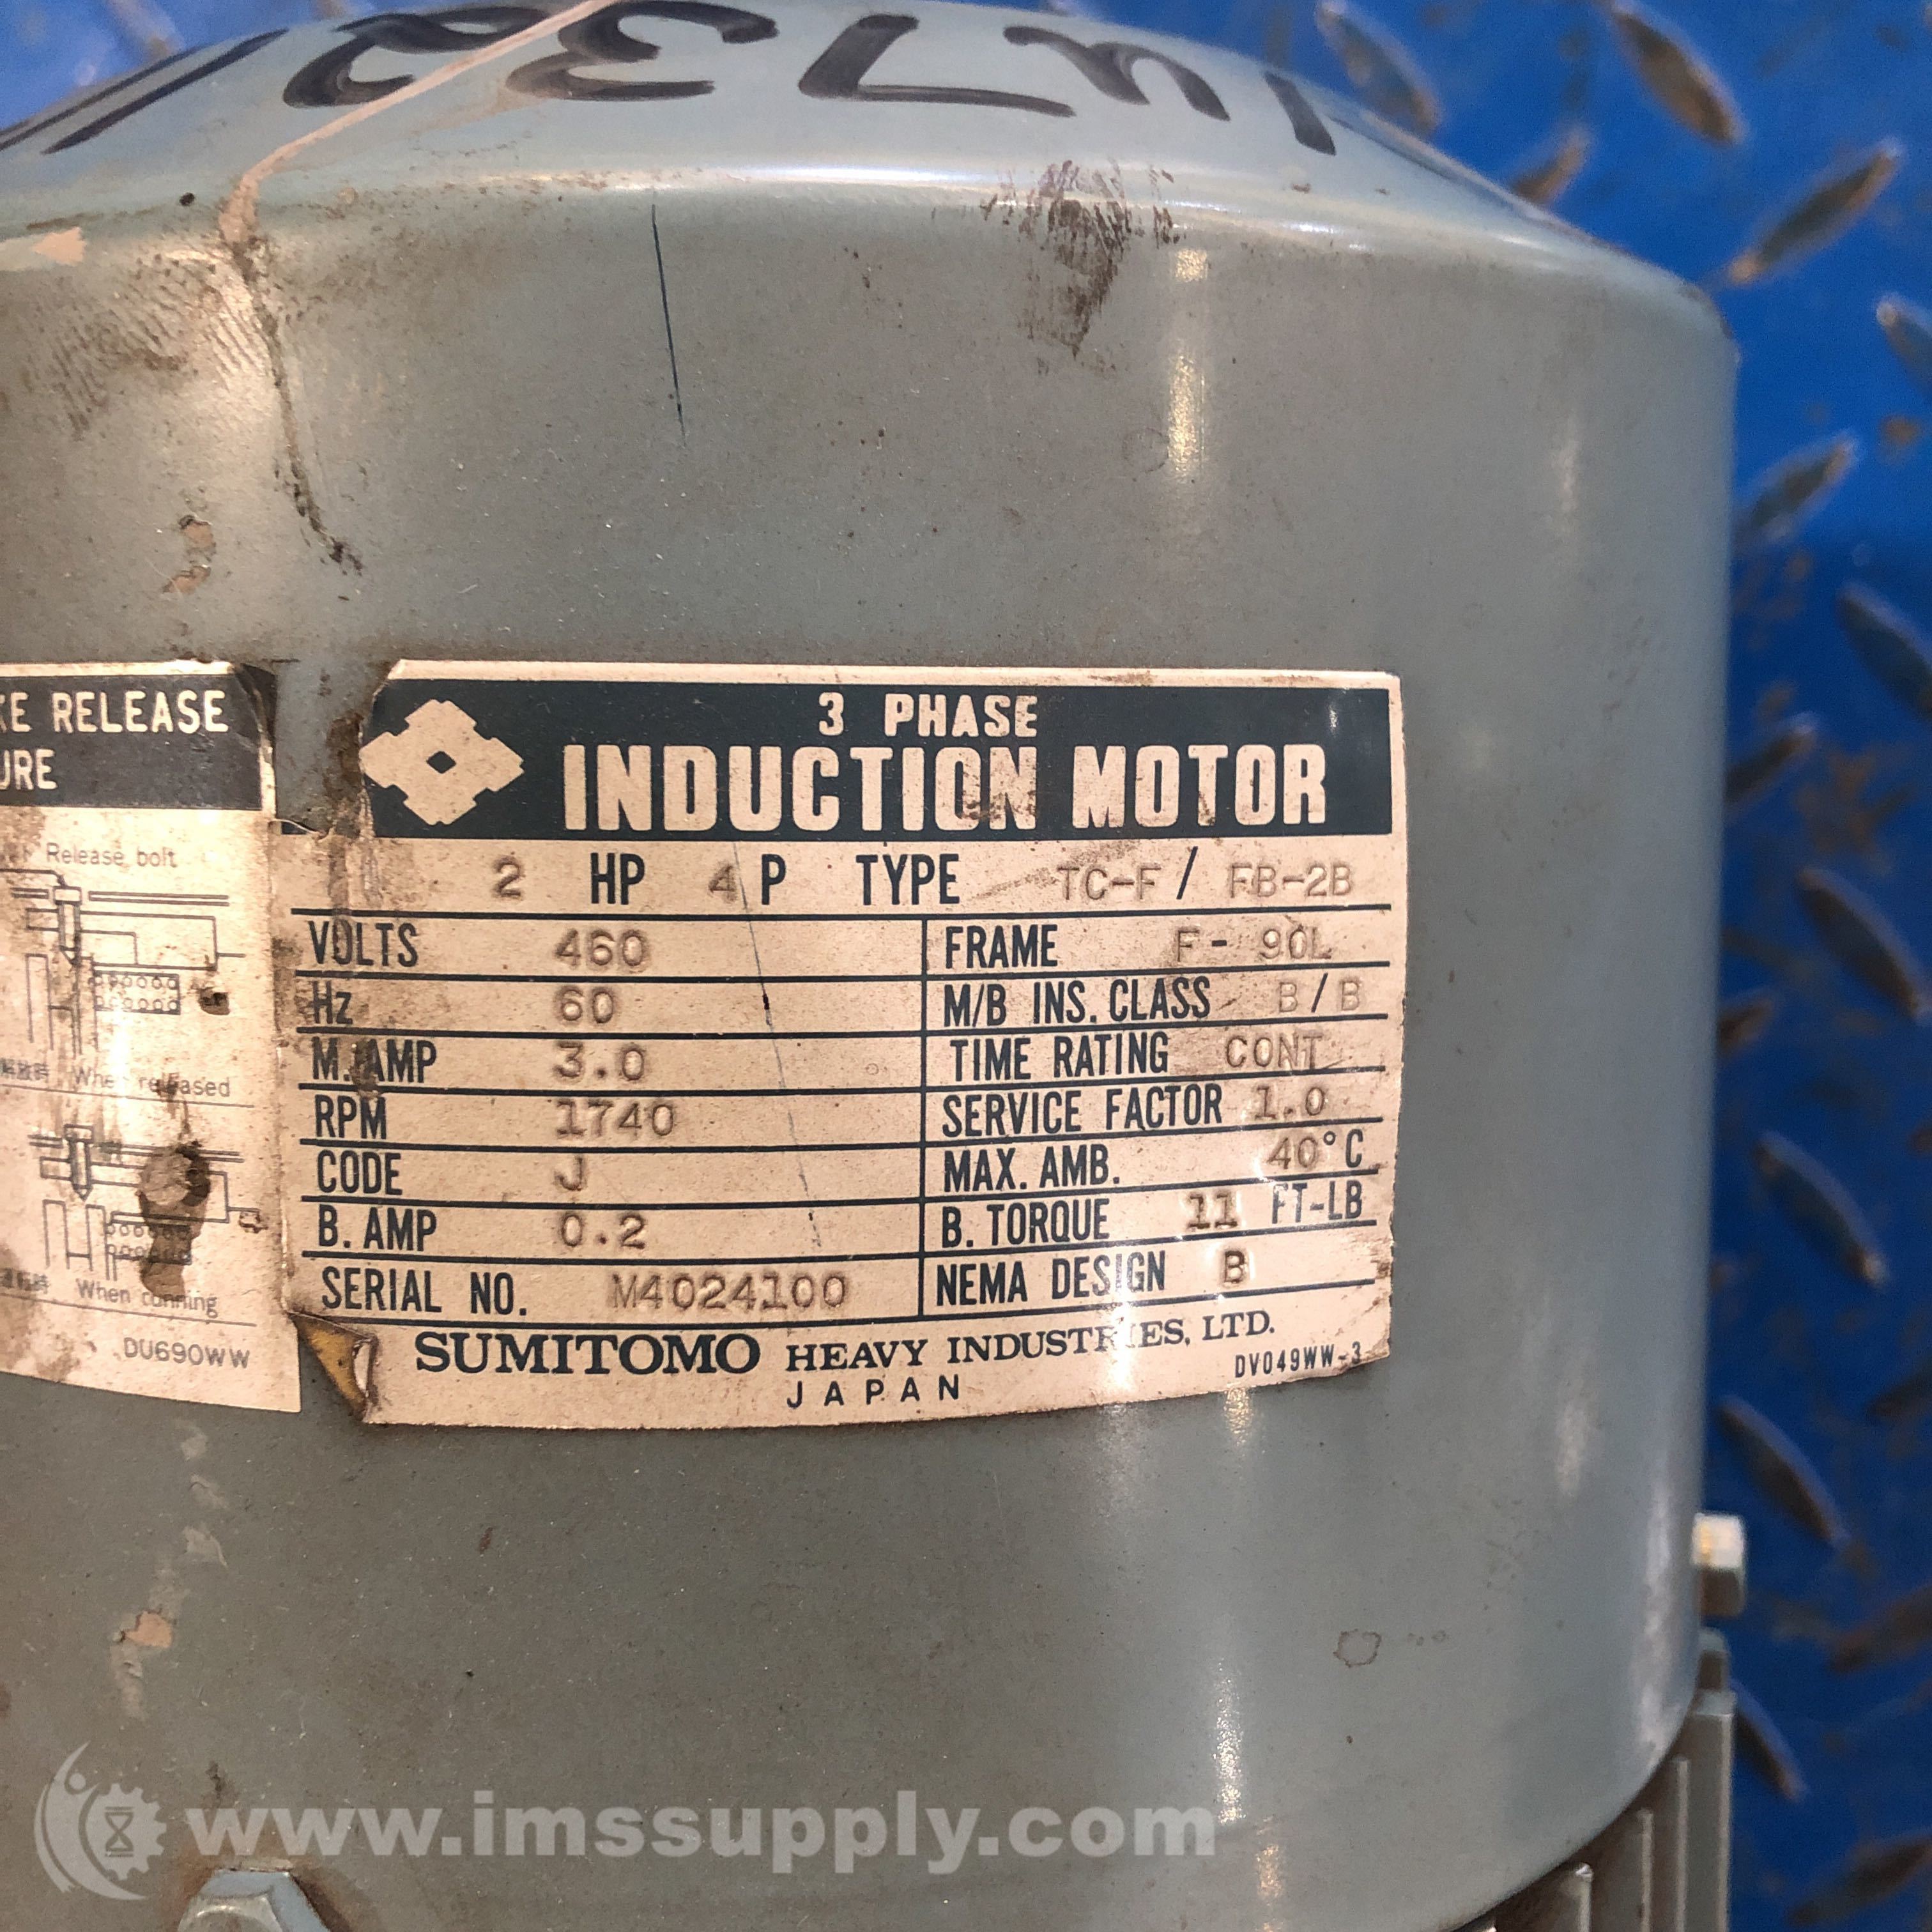 KE RELEASE
URE
Release bolt
When released
When running
DU690WW
3 PHASE
INDUCTION MOTOR
2 HP 4 P TYPE TC-F / FB-2B
VOLTS 460 FRAME F- 90L
Hz 60 M/B INS. CLASS B / B
M. AMP 3.0 TIME RATING CONT
RPM 1740 SERVICE FACTOR 1.0
CODE J MAX. AMB. 40°C
B. AMP 0.2 B. TORQUE 11 FT-LB
SERIAL NO. M4024100 NEMA DESIGN B
SUMITOMO HEAVY INDUSTRIES, LTD.
JAPAN DV049WW-3
www.imssupply.com